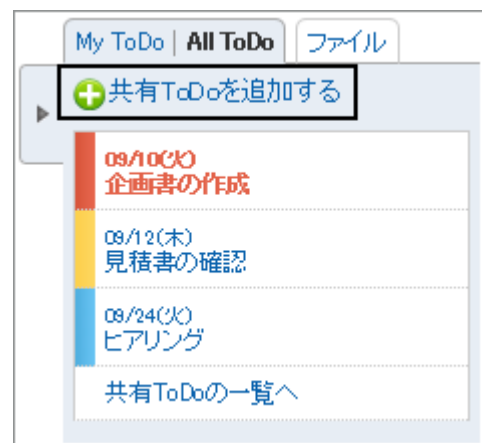 My ToDo | All ToDo ファイル
共有ToDoを追加する
09/10(火)
企画書の作成
09/12(木)
見積書の確認
09/24(火)
ヒアリング
共有ToDoの一覧へ